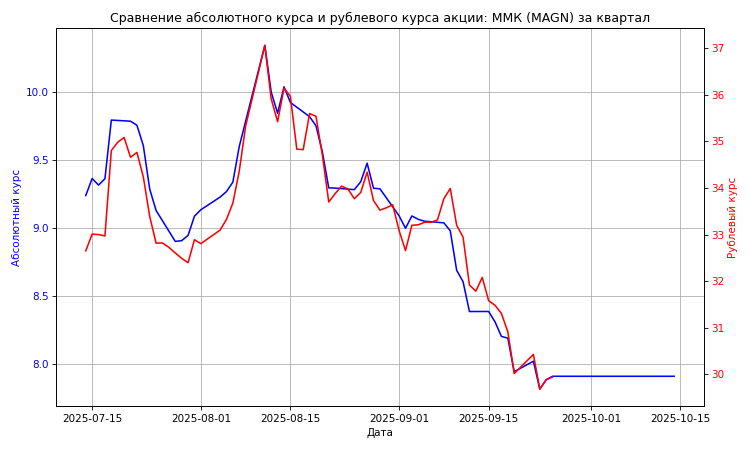 Сравнение абсолютного курса и рублевого курса акции: ММК (MAGN) за квартал
Абсолютный курс
10.0
9.5
9.0
8.5
8.0
37
36
35
34
33
32
31
30
Рублевый курс
2025-07-15 2025-08-01 2025-08-15 2025-09-01 2025-09-15 2025-10-01 2025-10-15
Дата